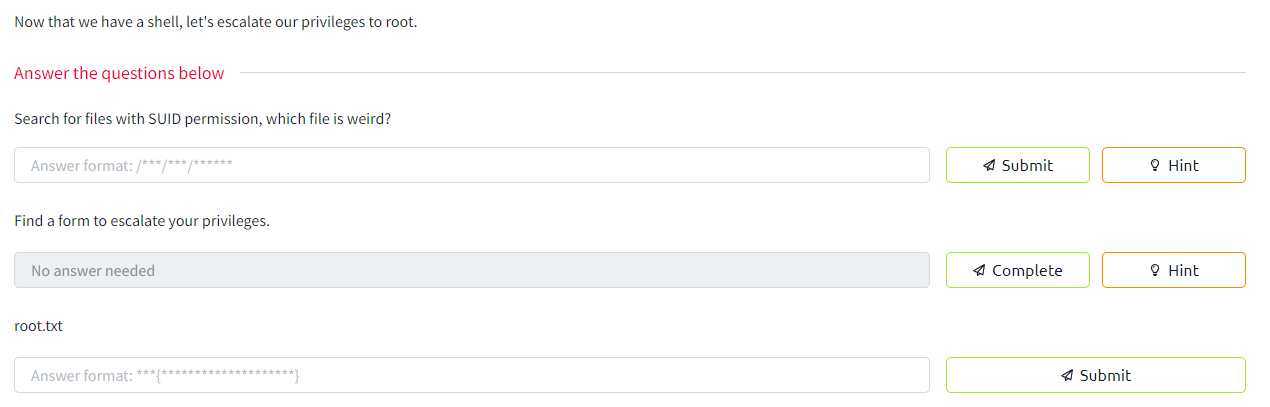 Now that we have a shell, let's escalate our privileges to root.
Answer the questions below
Search for files with SUID permission, which file is weird?
Answer format: /***/***/******
Submit
Hint
Find a form to escalate your privileges.
No answer needed
Complete
Hint
root.txt
Answer format: ***{********************}
Submit